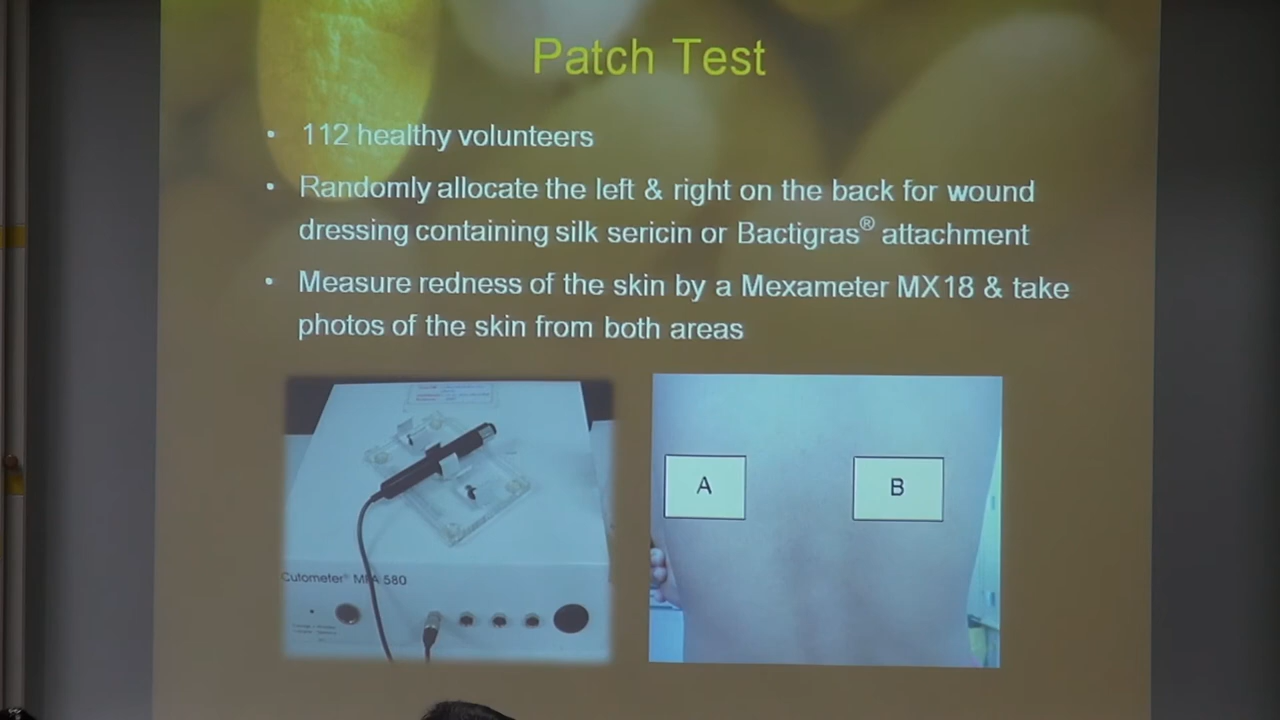 Patch Test
• 112 healthy volunteers
• Randomly allocate the left & right on the back for wound
dressing containing silk sericin or Bactigras® attachment
• Measure redness of the skin by a Mexameter MX18 & take
photos of the skin from both areas
A
B
Cutometer® MPA 580